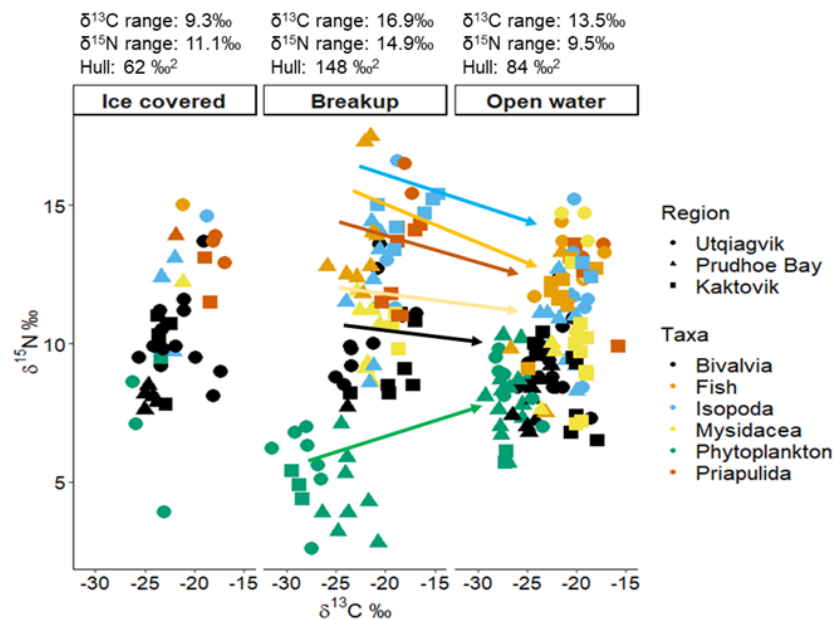 δ¹³C range: 9.3‰
δ¹⁵N range: 11.1‰
Hull: 62 ‰²
δ¹³C range: 16.9‰
δ¹⁵N range: 14.9‰
Hull: 148 ‰²
δ¹³C range: 13.5‰
δ¹⁵N range: 9.5‰
Hull: 84 ‰²
Ice covered
Breakup
Open water
15
10
5
δ¹⁵N ‰
-30 -25 -20 -15
-30 -25 -20 -15
-30 -25 -20 -15
δ¹³C ‰
Region
Utqiagvik
Prudhoe Bay
Kaktovik
Taxa
Bivalvia
Fish
Isopoda
Mysidacea
Phytoplankton
Priapulida